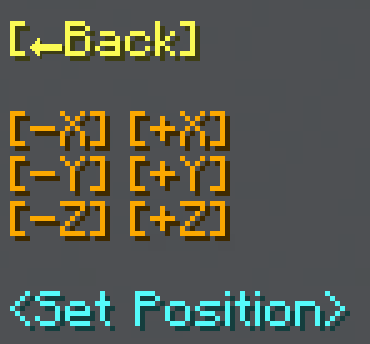 [←Back]
[−X] [+X]
[−Y] [+Y]
[−Z] [+Z]
<Set Position>